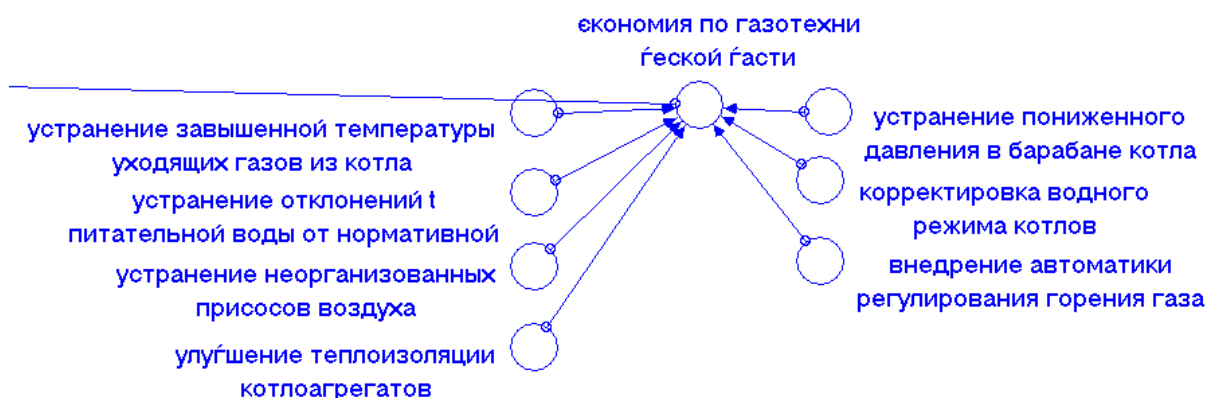 єкономия по газотехни
ѓеской ѓасти
устранение завышенной температуры
уходящих газов из котла
устранение отклонений t
питательной воды от нормативной
устранение неорганизованных
присосов воздуха
улуѓшение теплоизоляции
котлоагрегатов
устранение пониженного
давления в барабане котла
корректировка водного
режима котлов
внедрение автоматики
регулирования горения газа